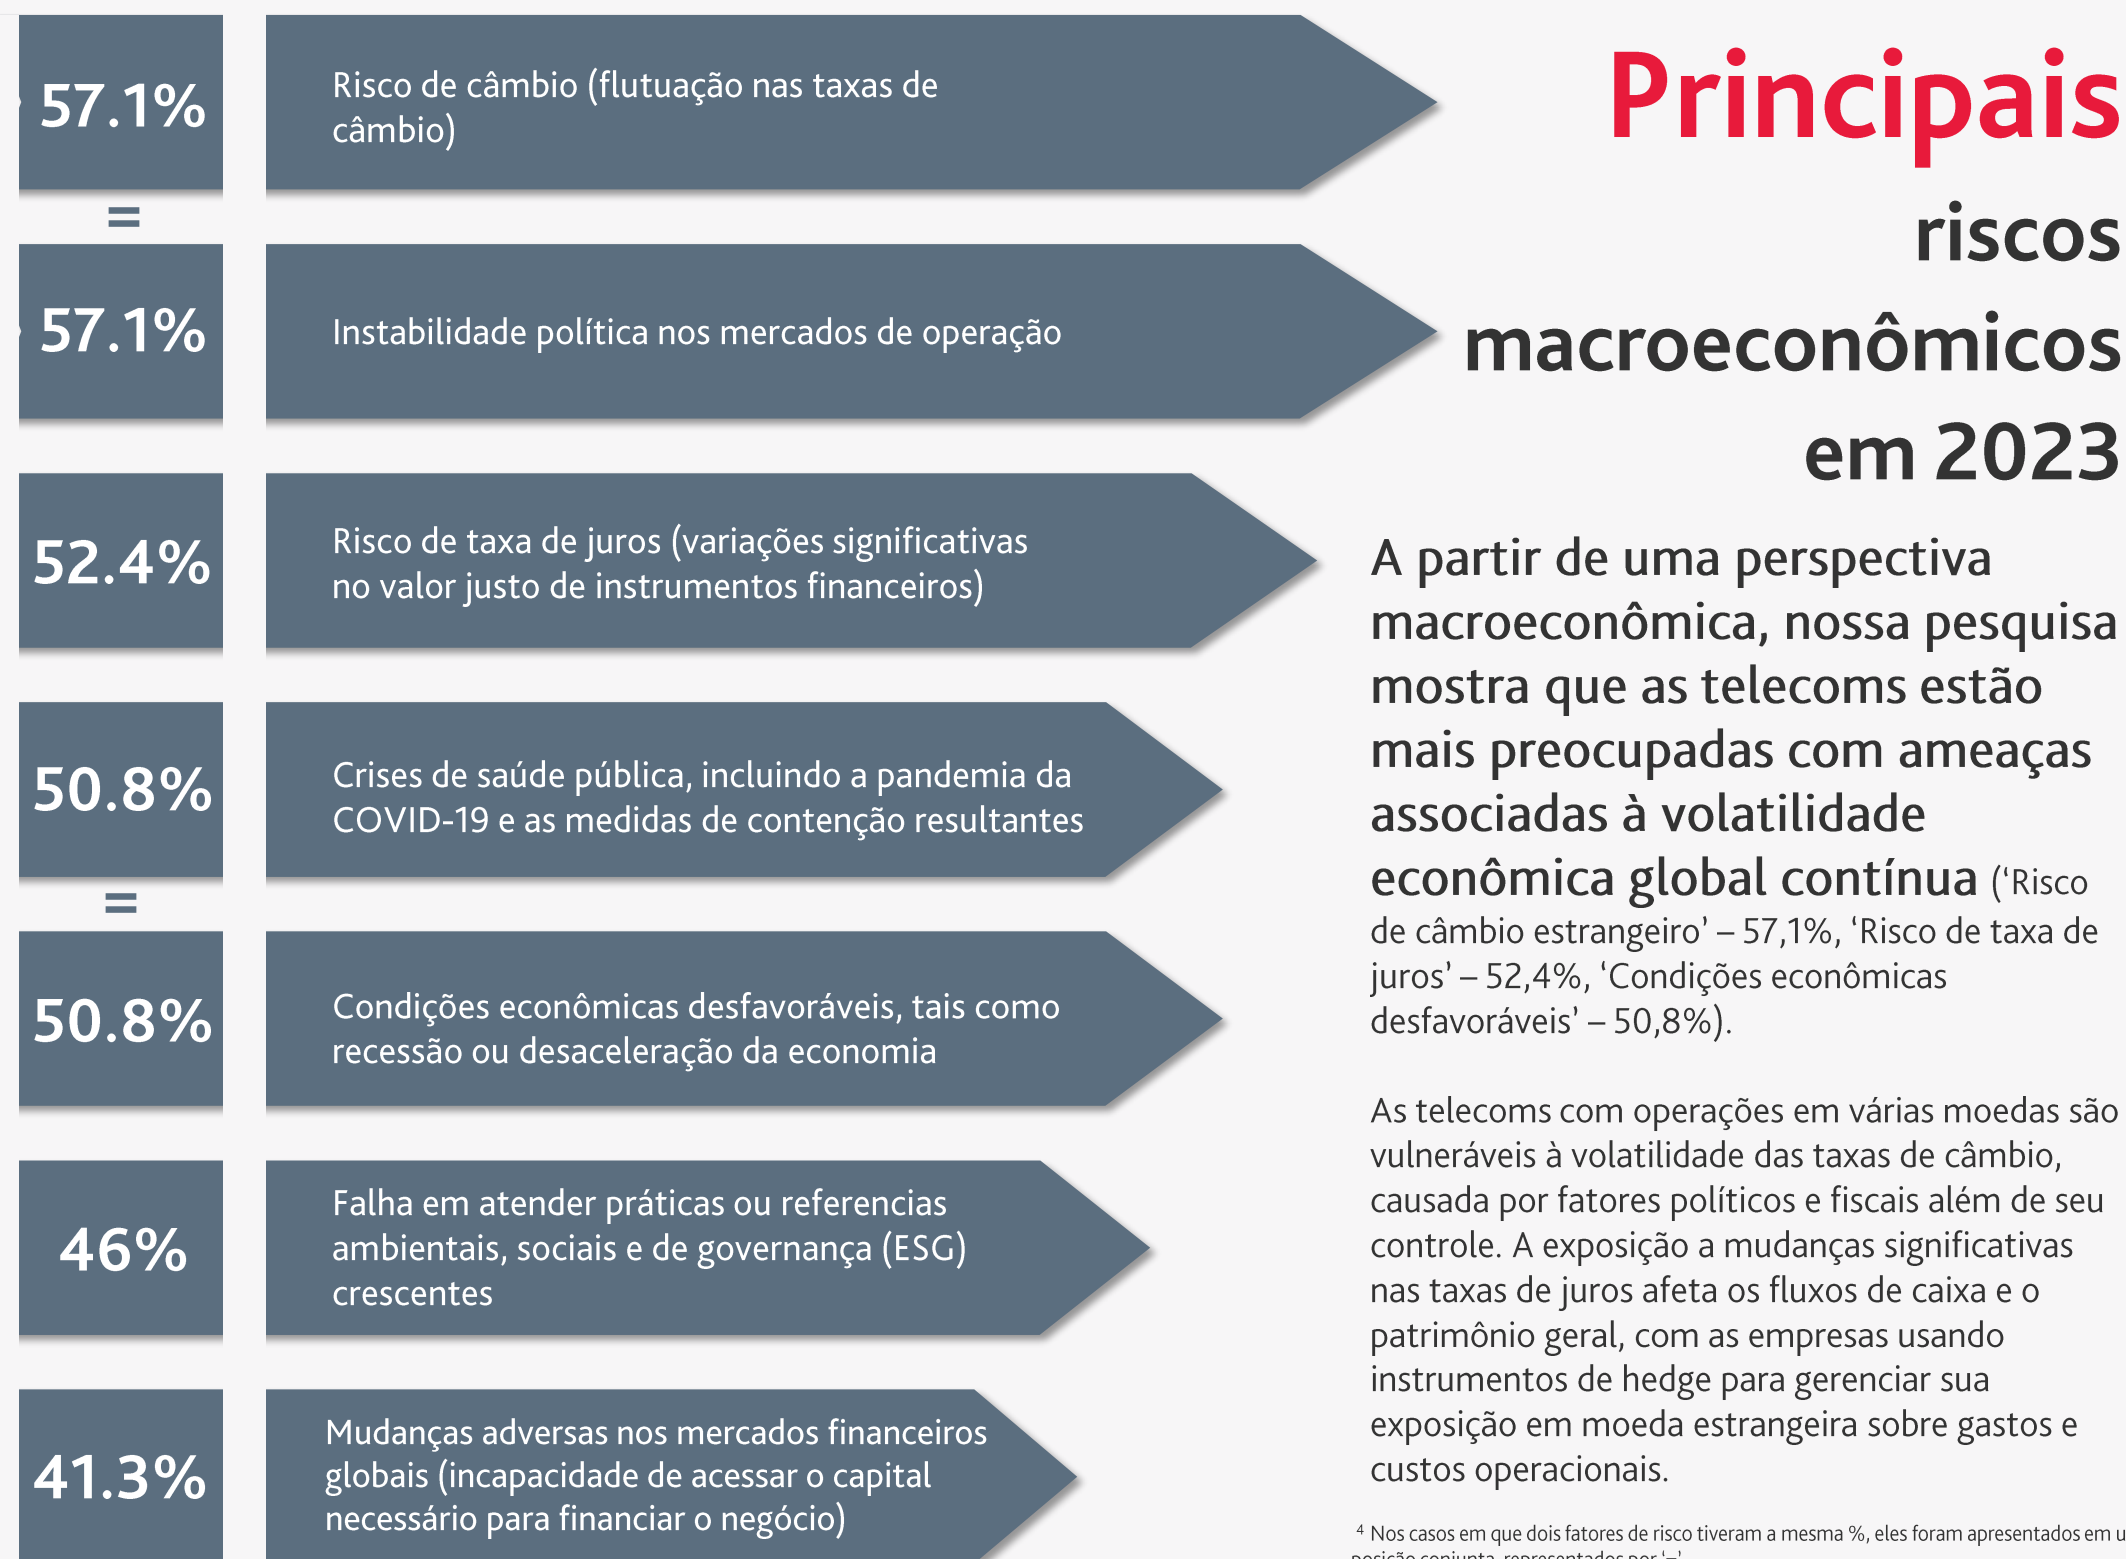 57.1%
Risco de câmbio (flutuação nas taxas de
câmbio)
=
57.1%
Instabilidade política nos mercados de operação
52.4%
Risco de taxa de juros (variações significativas
no valor justo de instrumentos financeiros)
50.8%
Crises de saúde pública, incluindo a pandemia da
COVID-19 e as medidas de contenção resultantes
=
50.8%
Condições econômicas desfavoráveis, tais como
recessão ou desaceleração da economia
46%
Falha em atender práticas ou referencias
ambientais, sociais e de governança (ESG)
crescentes
41.3%
Mudanças adversas nos mercados financeiros
globais (incapacidade de acessar o capital
necessário para financiar o negócio)
Principais
riscos
macroeconômicos
em 2023
A partir de uma perspectiva
macroeconômica, nossa pesquisa
mostra que as telecoms estão
mais preocupadas com ameaças
associadas à volatilidade
econômica global contínua (‘Risco
de câmbio estrangeiro’ – 57,1%, ‘Risco de taxa de
juros’ – 52,4%, ‘Condições econômicas
desfavoráveis’ – 50,8%).
As telecoms com operações em várias moedas são
vulneráveis à volatilidade das taxas de câmbio,
causada por fatores políticos e fiscais além de seu
controle. A exposição a mudanças significativas
nas taxas de juros afeta os fluxos de caixa e o
patrimônio geral, com as empresas usando
instrumentos de hedge para gerenciar sua
exposição em moeda estrangeira sobre gastos e
custos operacionais.
⁴ Nos casos em que dois fatores de risco tiveram a mesma %, eles foram apresentados em
posição conjunta, representados por ‘=’